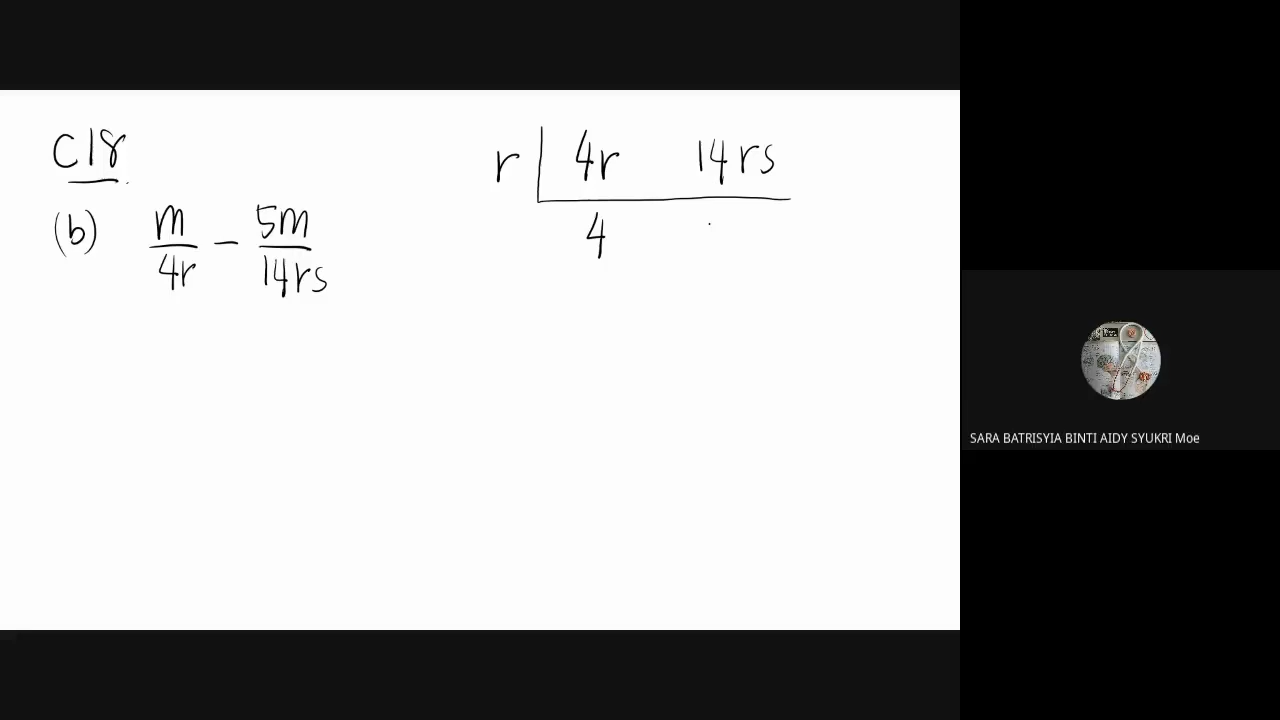 C18
(b) m/4r - 5m/14rs
r | 4r 14rs
4
SARA BATRISYIA BINTI AIDY SYUKRI Moe